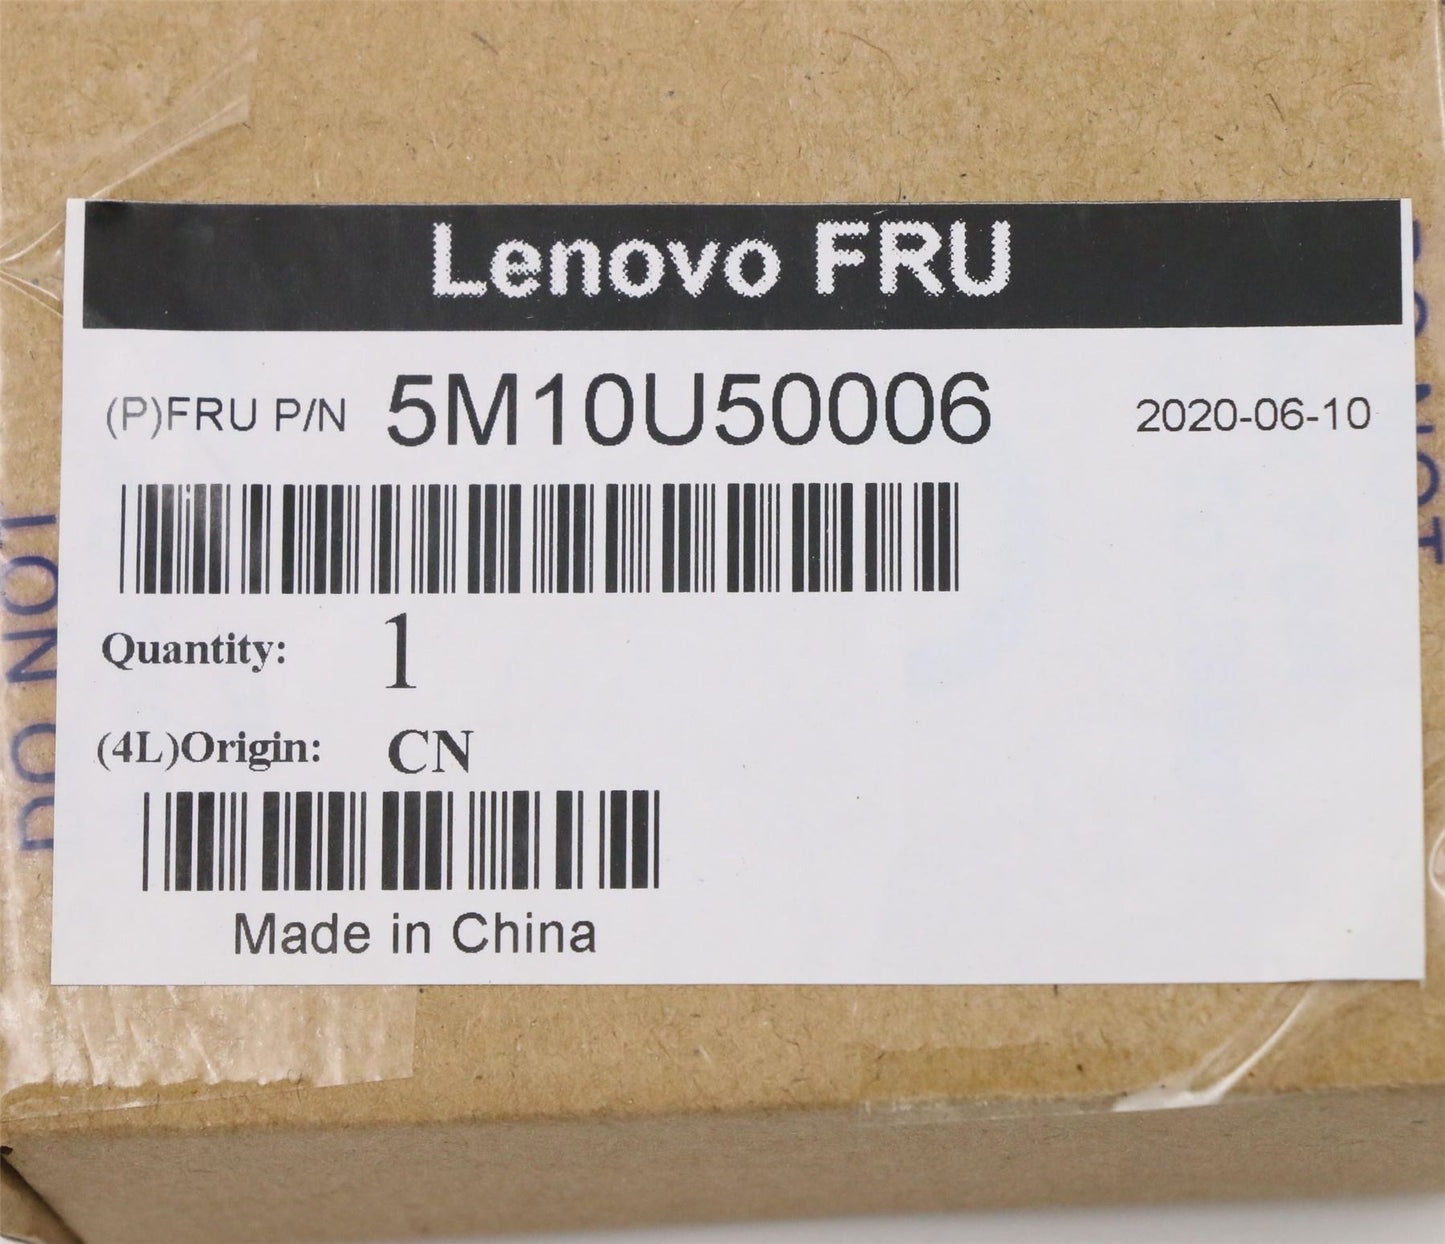 Lenovo FRU
(P)FRU P/N 5M10U50006 2020-06-10
Quantity: 1
(4L)Origin: CN
Made in China
DO NOT
DO NOT